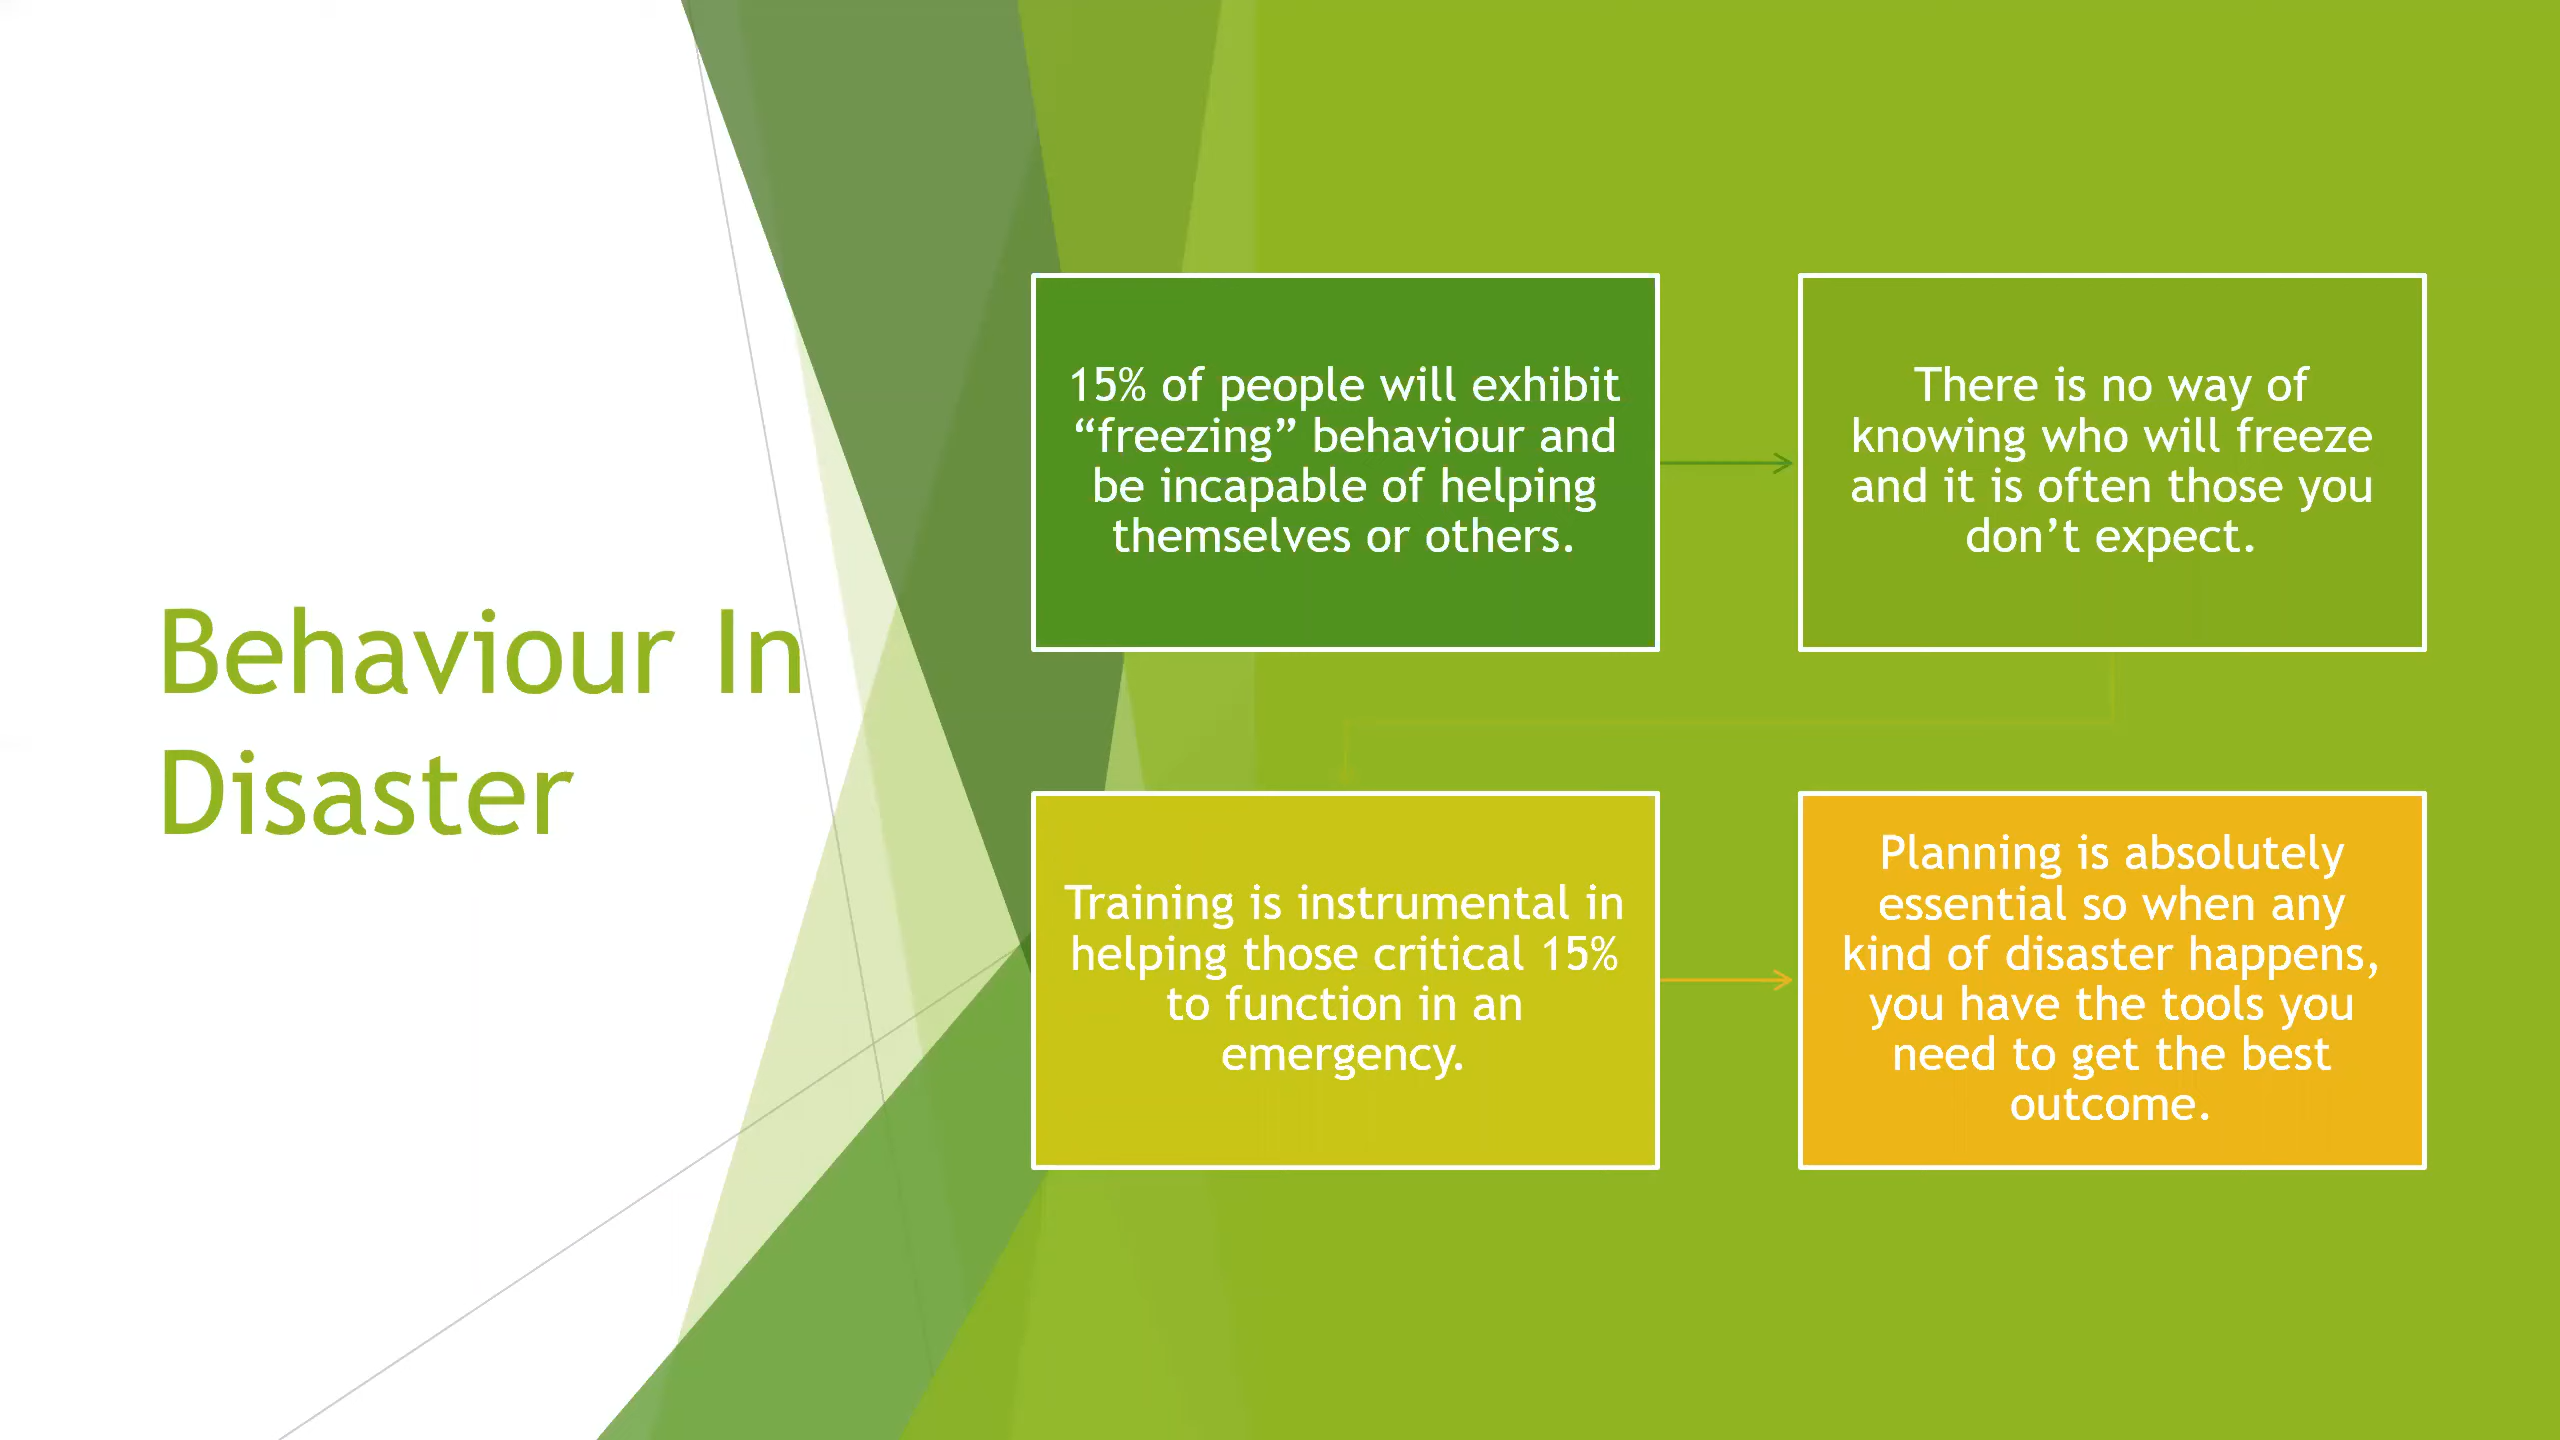 Behaviour In
Disaster
15% of people will exhibit
“freezing” behaviour and
be incapable of helping
themselves or others.
There is no way of
knowing who will freeze
and it is often those you
don’t expect.
Training is instrumental in
helping those critical 15%
to function in an
emergency.
Planning is absolutely
essential so when any
kind of disaster happens,
you have the tools you
need to get the best
outcome.